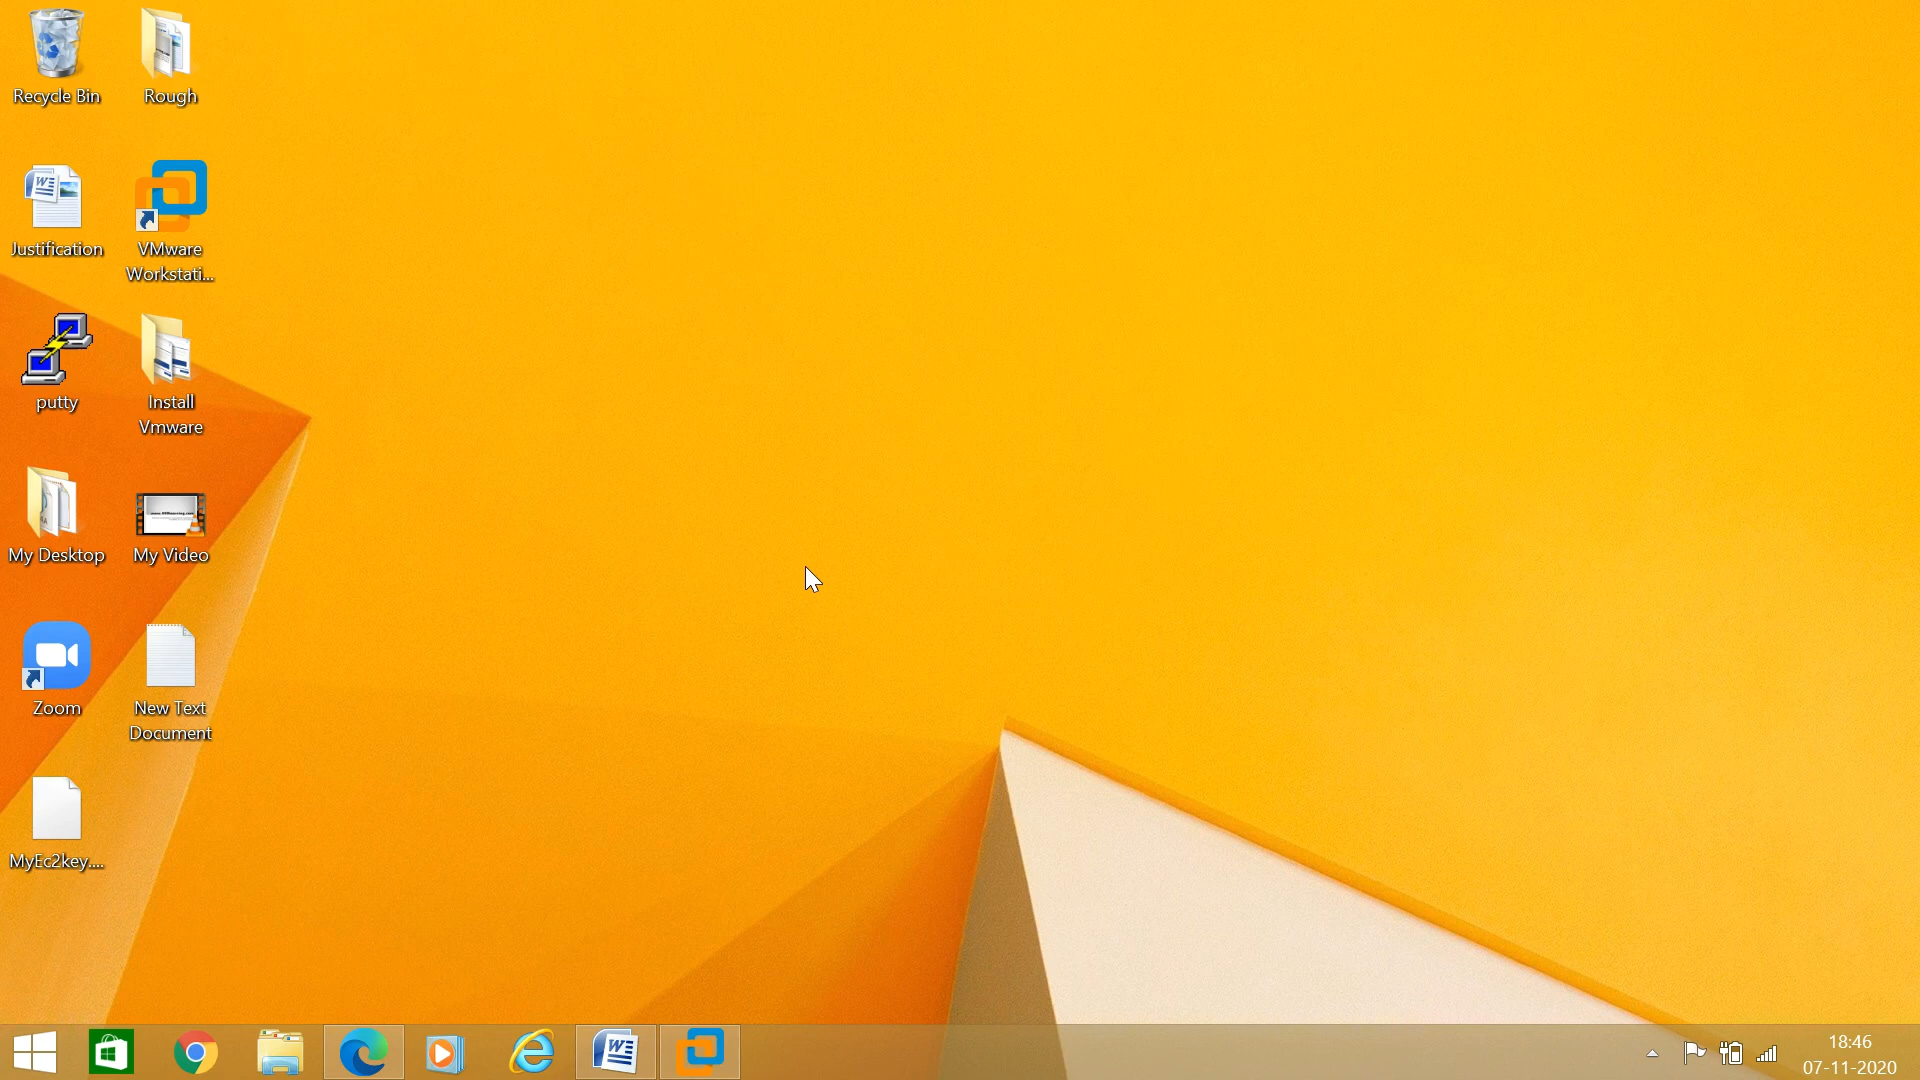 Recycle Bin
Rough
Justification
VMware
Workstati...
putty
Install
Vmware
My Desktop
My Video
Zoom
New Text
Document
MyEc2key....
18:46
07-11-2020